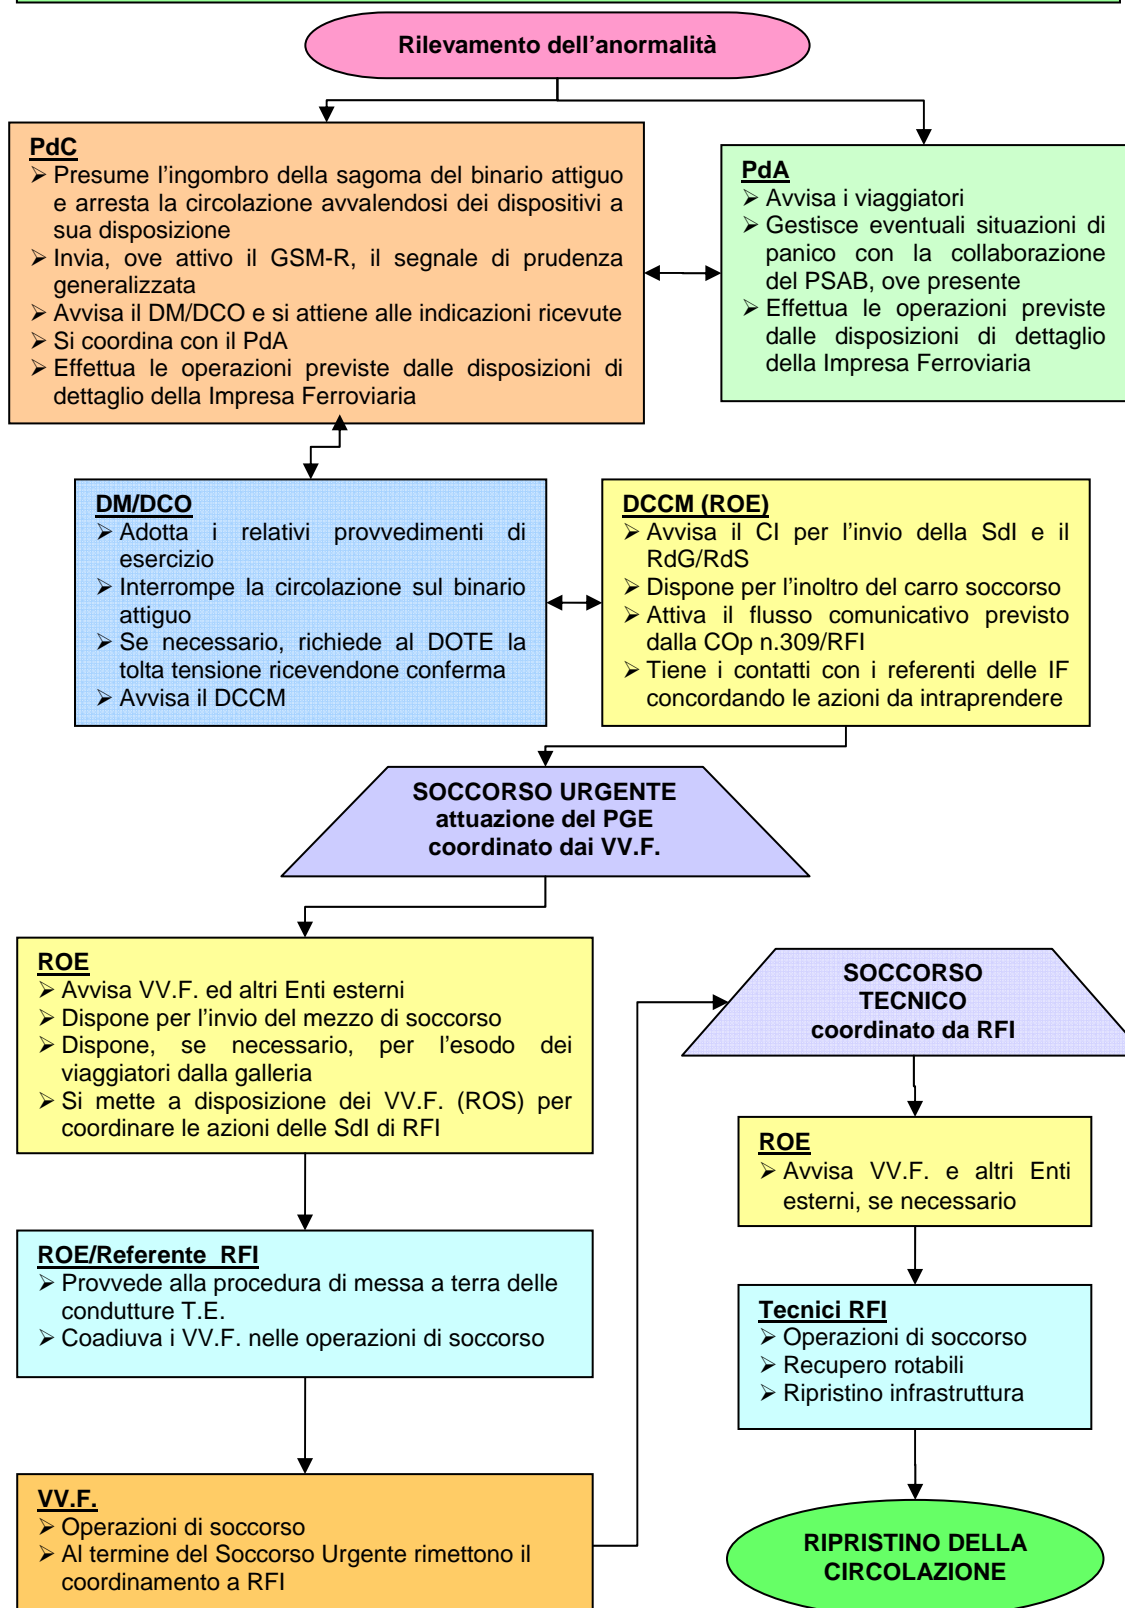 Rilevamento dell'anormalità
PdC
➢ Presume l'ingombro della sagoma del binario attiguo
e arresta la circolazione avvalendosi dei dispositivi a
sua disposizione
➢ Invia, ove attivo il GSM-R, il segnale di prudenza
generalizzata
➢ Avvisa il DM/DCO e si attiene alle indicazioni ricevute
➢ Si coordina con il PdA
➢ Effettua le operazioni previste dalle disposizioni di
dettaglio della Impresa Ferroviaria
PdA
➢ Avvisa i viaggiatori
➢ Gestisce eventuali situazioni di
panico con la collaborazione
del PSAB, ove presente
➢ Effettua le operazioni previste
dalle disposizioni di dettaglio
della Impresa Ferroviaria
DM/DCO
➢ Adotta i relativi provvedimenti di
esercizio
➢ Interrompe la circolazione sul binario
attiguo
➢ Se necessario, richiede al DOTE la
tolta tensione ricevendone conferma
➢ Avvisa il DCCM
DCCM (ROE)
➢ Avvisa il CI per l'invio della SdI e il
RdG/RdS
➢ Dispone per l'inoltro del carro soccorso
➢ Attiva il flusso comunicativo previsto
dalla COp n.309/RFI
➢ Tiene i contatti con i referenti delle IF
concordando le azioni da intraprendere
SOCCORSO URGENTE
attuazione del PGE
coordinato dai VV.F.
ROE
➢ Avvisa VV.F. ed altri Enti esterni
➢ Dispone per l'invio del mezzo di soccorso
➢ Dispone, se necessario, per l'esodo dei
viaggiatori dalla galleria
➢ Si mette a disposizione dei VV.F. (ROS) per
coordinare le azioni delle SdI di RFI
ROE/Referente RFI
➢ Provvede alla procedura di messa a terra delle
condutture T.E.
➢ Coadiuva i VV.F. nelle operazioni di soccorso
VV.F.
➢ Operazioni di soccorso
➢ Al termine del Soccorso Urgente rimettono il
coordinamento a RFI
SOCCORSO
TECNICO
coordinato da RFI
ROE
➢ Avvisa VV.F. e altri Enti
esterni, se necessario
Tecnici RFI
➢ Operazioni di soccorso
➢ Recupero rotabili
➢ Ripristino infrastruttura
RIPRISTINO DELLA
CIRCOLAZIONE